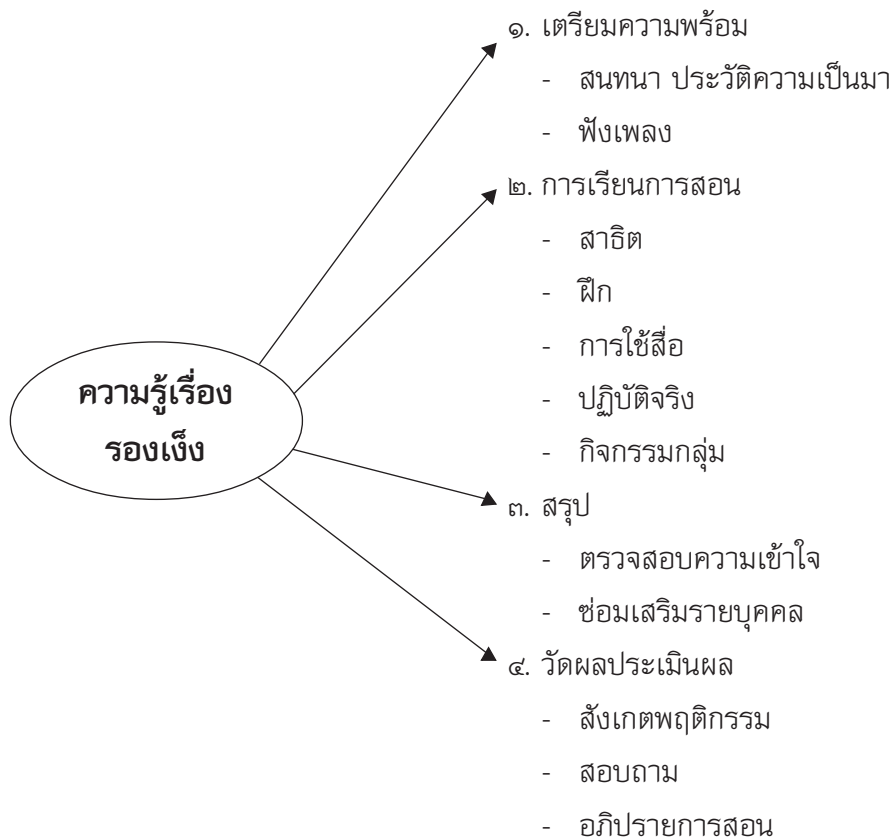 ๑. เตรียมความพร้อม
- สนทนา ประวัติความเป็นมา
- ฟังเพลง
๒. การเรียนการสอน
- สาธิต
- ฝึก
- การใช้สื่อ
- ปฏิบัติจริง
- กิจกรรมกลุ่ม
ความรู้เรื่อง
รองเง็ง
๓. สรุป
- ตรวจสอบความเข้าใจ
- ซ่อมเสริมรายบุคคล
๔. วัดผลประเมินผล
- สังเกตพฤติกรรม
- สอบถาม
- อภิปรายการสอน